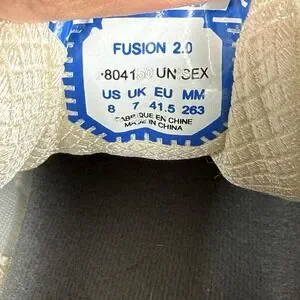 FUSION 2.0
UNISEX
US UK EU MM
8 7 41.5 263
FABRIQUE EN CHINE
MADE IN CHINA